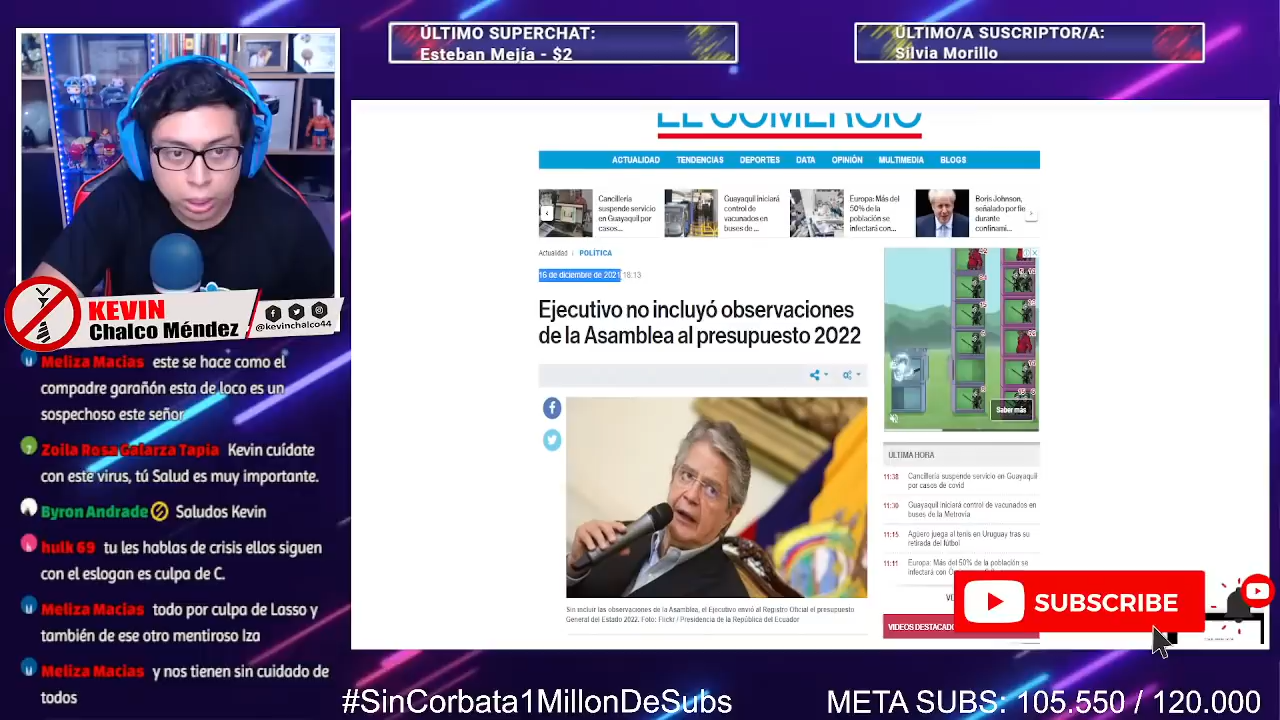 ÚLTIMO SUPERCHAT:
Esteban Mejía - $2
ÚLTIMO/A SUSCRIPTOR/A:
Silvia Morillo
EL COMERCIO
ACTUALIDAD TENDENCIAS DEPORTES DATA OPINIÓN MULTIMEDIA BLOGS
Cancillería
suspende servicio
en Guayaquil por
casos...
Guayaquil iniciará
control de
vacunados en
buses de ...
Europa: Más del
50% de la
población se
infectará con...
Boris Johnson,
señalado por fie
durante
confinami...
Actualidad | POLÍTICA
16 de diciembre de 2021 18:13
Ejecutivo no incluyó observaciones
de la Asamblea al presupuesto 2022
Saber más
Sin incluir las observaciones de la Asamblea, el Ejecutivo envió al Registro Oficial el presupuesto
General del Estado 2022. Foto: Flickr / Presidencia de la República del Ecuador
ÚLTIMA HORA
11:38 Cancillería suspende servicio en Guayaquil
por casos de covid
11:30 Guayaquil iniciará control de vacunados en
buses de la Metrovía
11:15 Agüero juega al tenis en Uruguay tras su
retirada del fútbol
11:11 Europa: Más del 50% de la población se
infectará con
VIDEOS DESTACADO
SUBSCRIBE
KEVIN
Chalco Méndez
@kevinchalco44
Meliza Macias este se hace como el
compadre garañón esta de loco es un
sospechoso este señor
Zoila Rosa Galarza Tapia Kevin cuídate
con este virus, tú Salud es muy importante.
Byron Andrade Saludos Kevin
hulk 69 tu les hablas de crisis ellos siguen
con el eslogan es culpa de C.
Meliza Macias todo por culpa de Losso y
también de ese otro mentiroso Iza
Meliza Macias y nos tienen sin cuidado de
todos
#SinCorbata1MillonDeSubs
META SUBS: 105.550 / 120.000